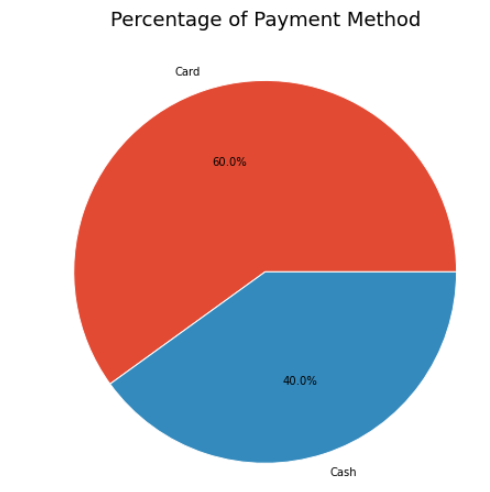 Percentage of Payment Method
Card
60.0%
40.0%
Cash